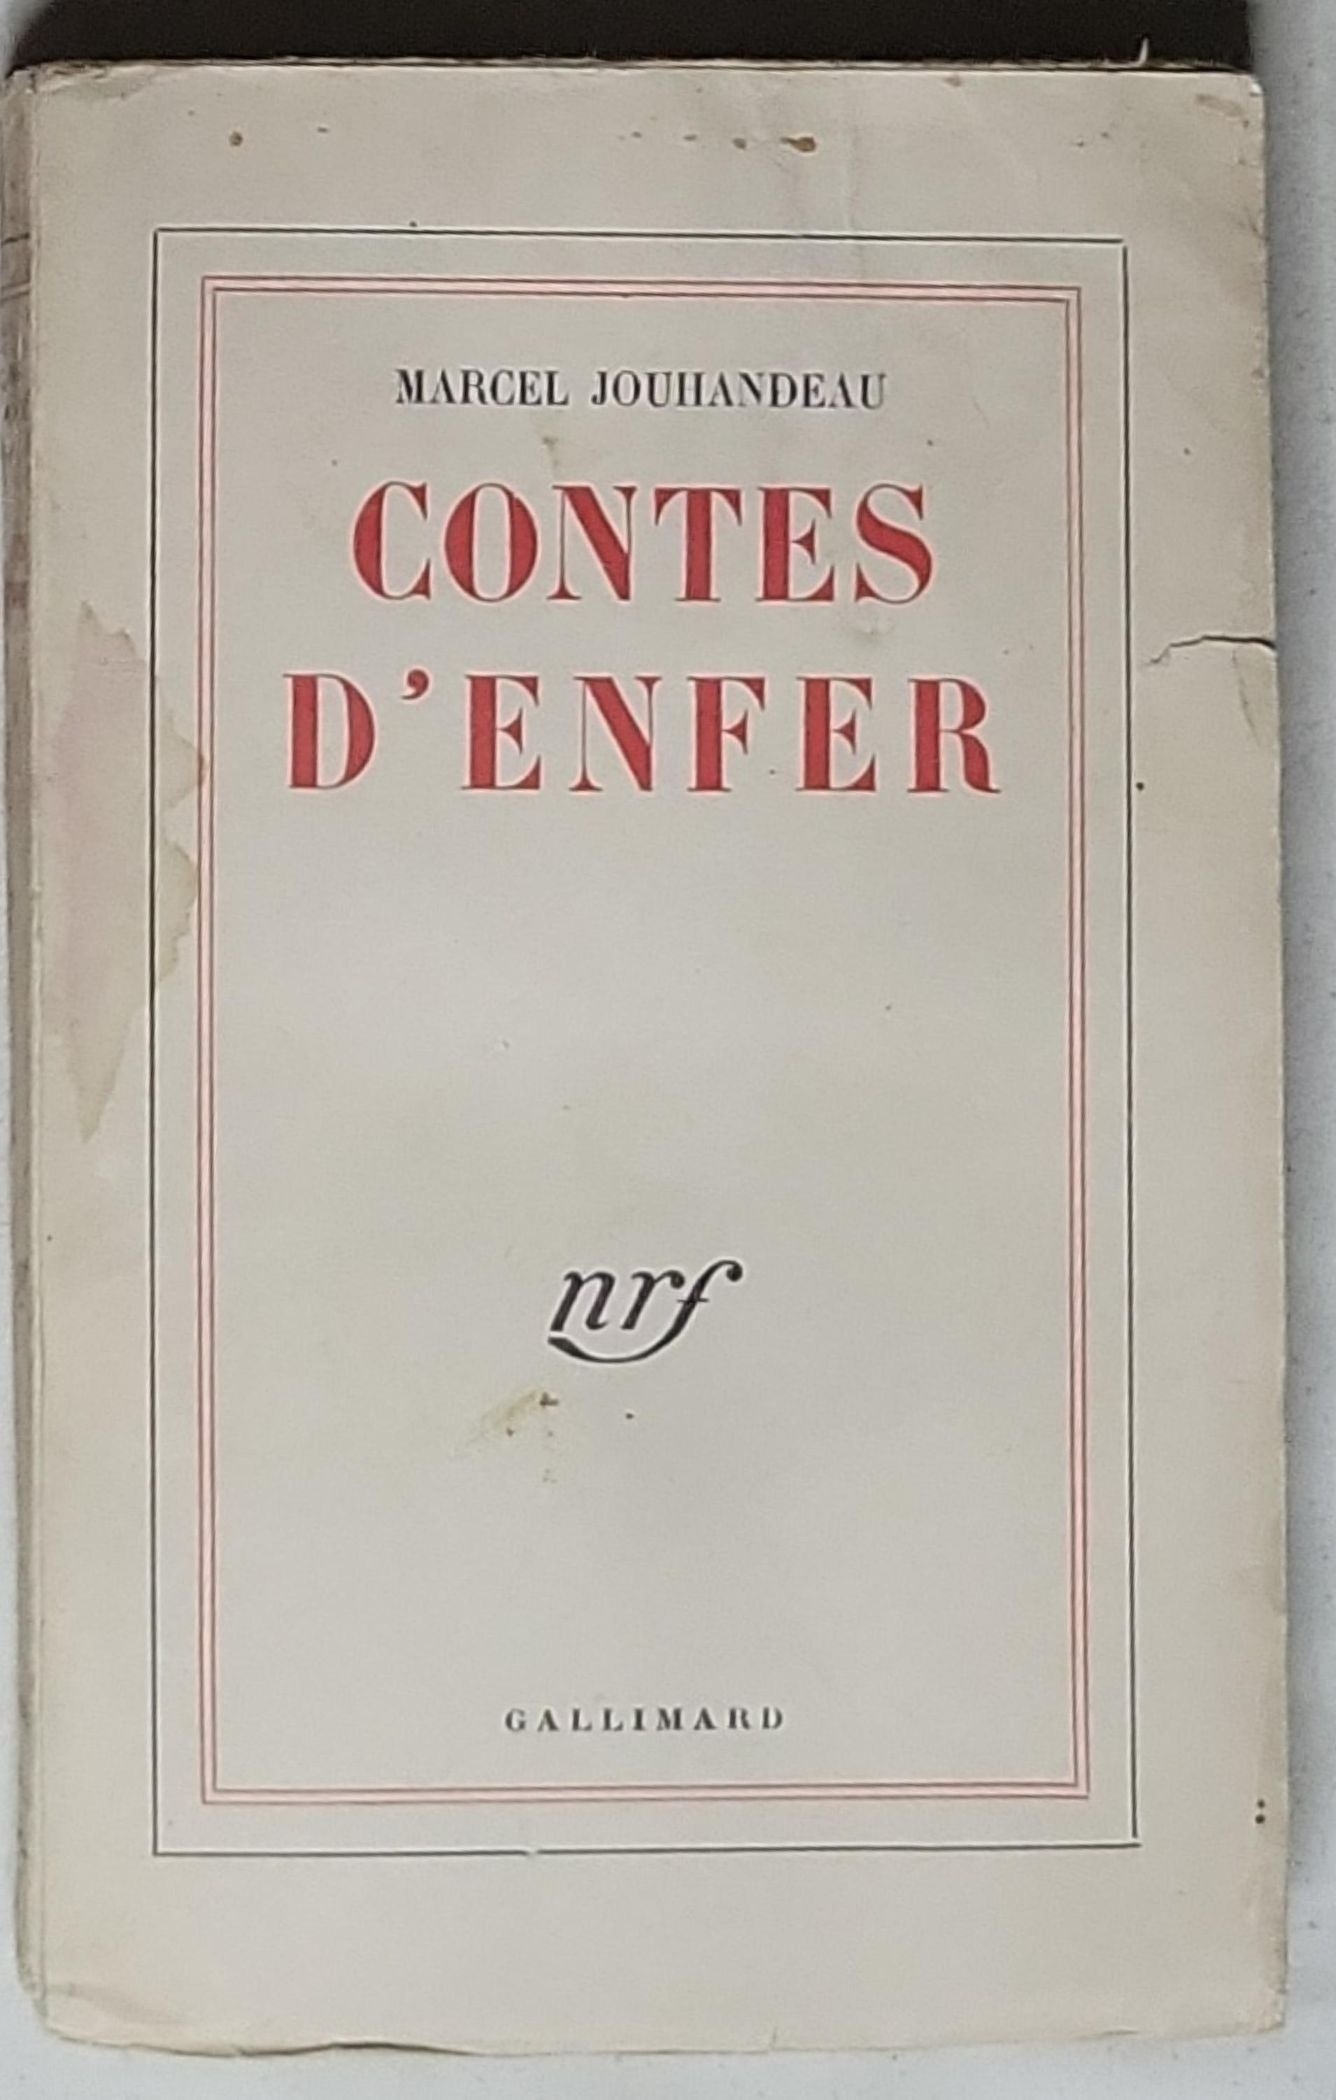 MARCEL JOUHANDEAU
CONTES
D'ENFER
nrf
GALLIMARD